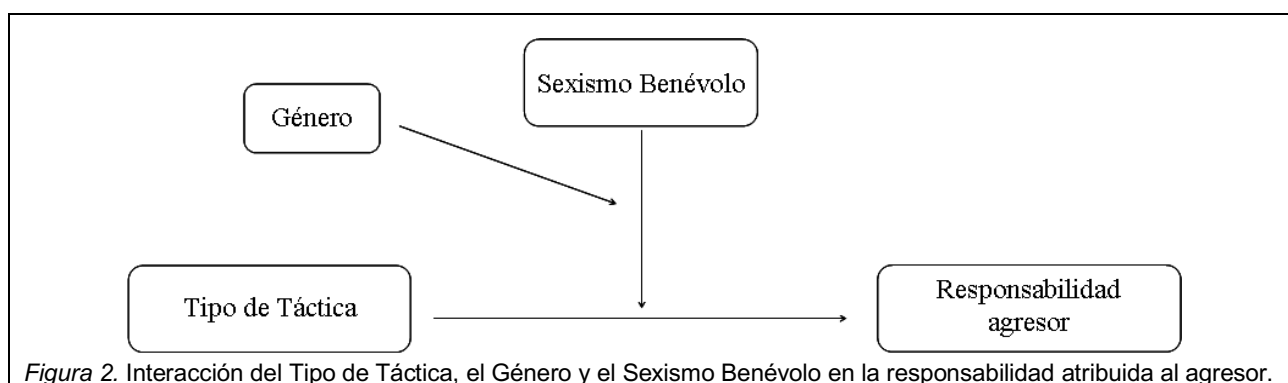 Sexismo Benévolo
Género
Tipo de Táctica
Responsabilidad
agresor
Figura 2. Interacción del Tipo de Táctica, el Género y el Sexismo Benévolo en la responsabilidad atribuida al agresor.